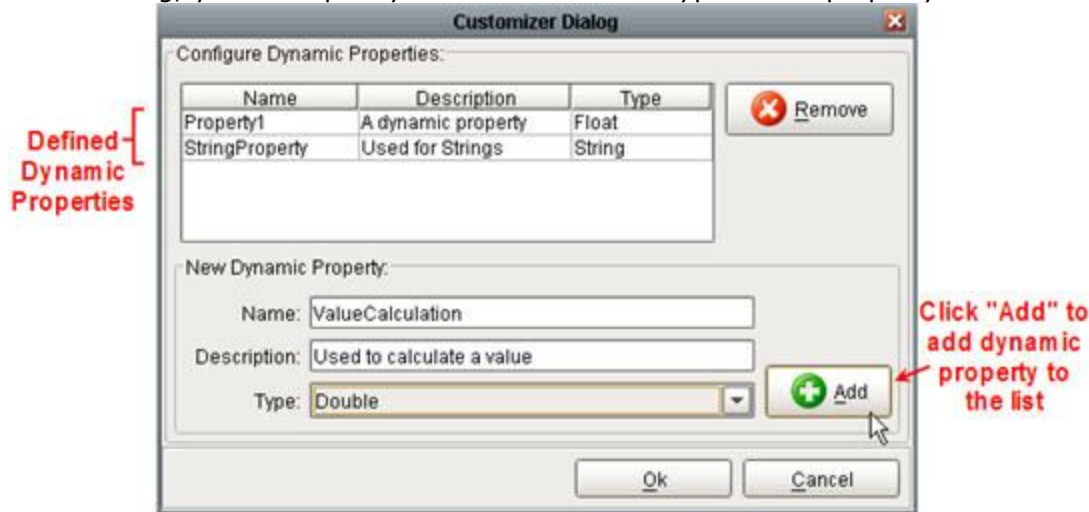 Customizer Dialog
Configure Dynamic Properties:
Name Description Type
Property1 A dynamic property Float
StringProperty Used for Strings String
Remove
Defined
Dynamic
Properties
New Dynamic Property:
Name: ValueCalculation
Description: Used to calculate a value
Type: Double
Add
Click "Add" to
add dynamic
property to
the list
Ok Cancel